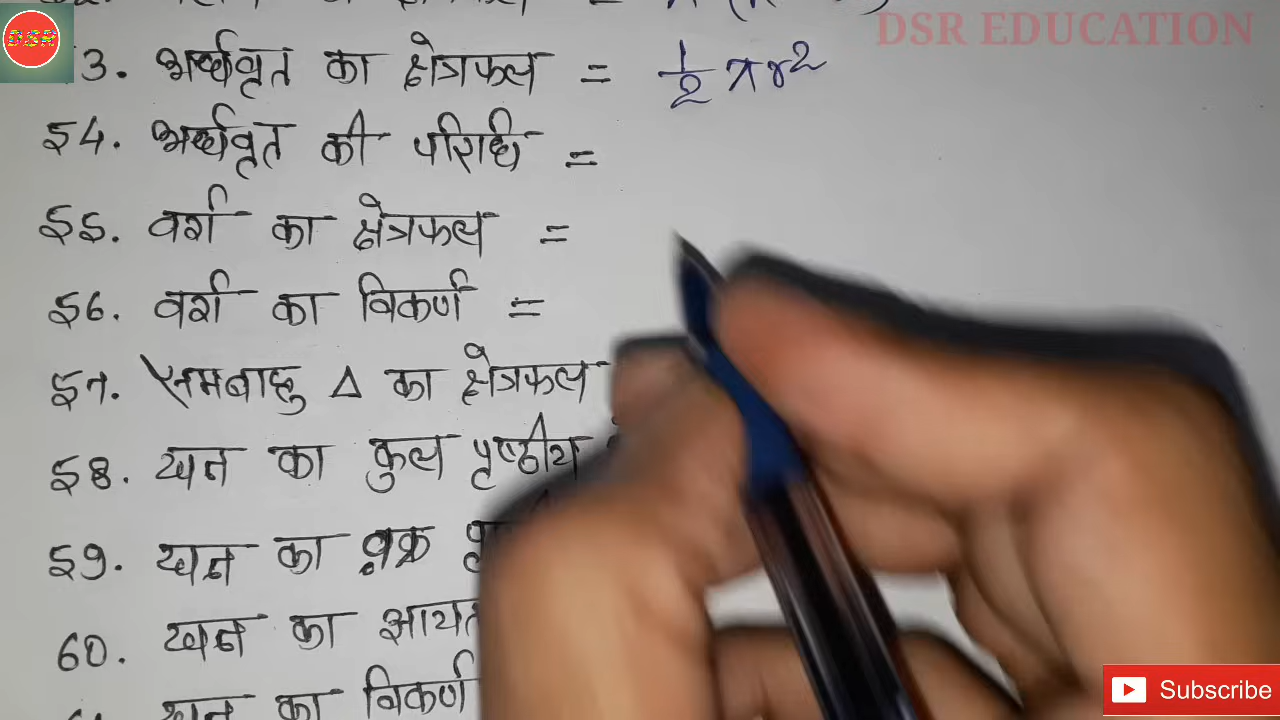 DSR
DSR EDUCATION
3. अर्धवृत का क्षेत्रफल = 1/2 πr²
54. अर्धवृत की परिधि =
55. वर्ग का क्षेत्रफल =
56. वर्ग का विकर्ण =
57. समबाहु Δ का क्षेत्रफल
58. घन का कुल पृष्ठीय
59. घन का वक्र
60. घन का आयत
घन का विकर्ण
Subscribe